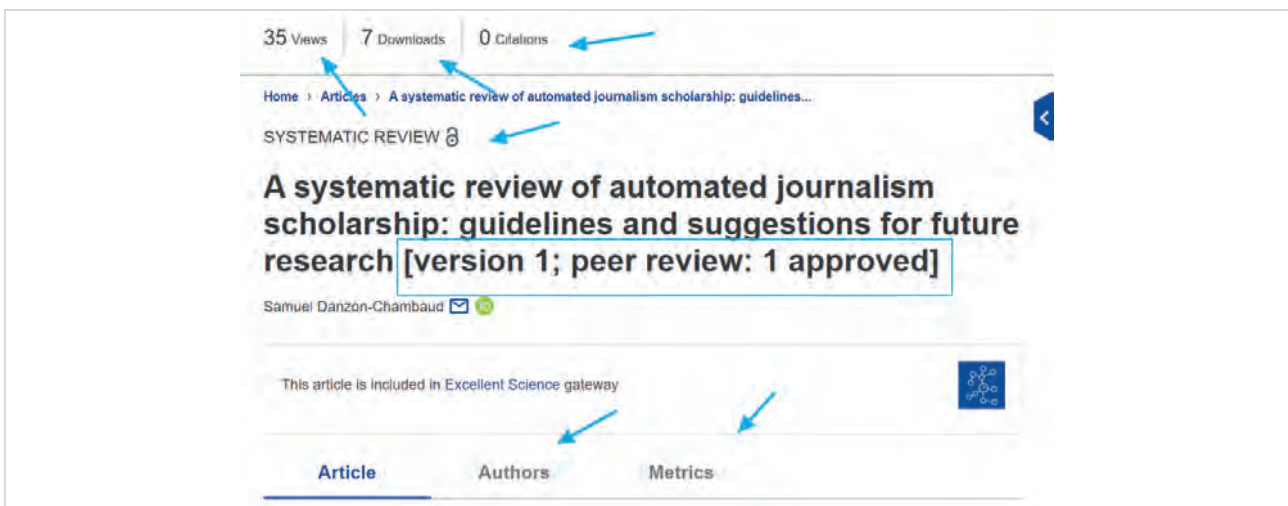 35 Views 7 Downloads 0 Citations
Home › Articles › A systematic review of automated journalism scholarship: guidelines...
SYSTEMATIC REVIEW
A systematic review of automated journalism
scholarship: guidelines and suggestions for future
research [version 1; peer review: 1 approved]
Samuel Danzon-Chambaud
This article is included in Excellent Science gateway
Article Authors Metrics